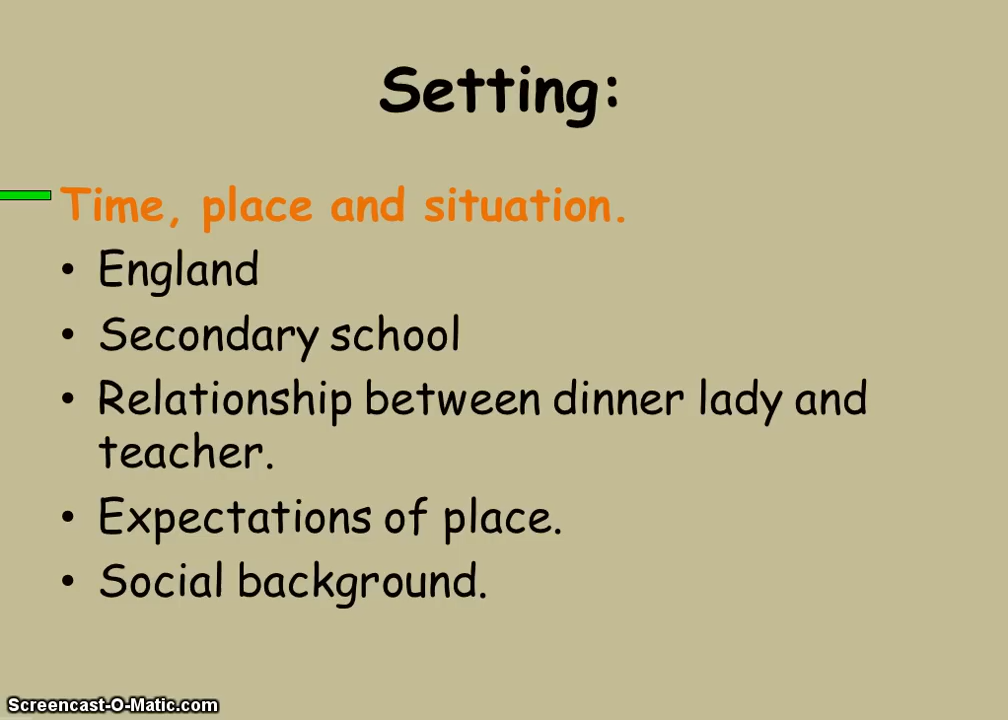 Setting:
Time, place and situation.
• England
• Secondary school
• Relationship between dinner lady and
teacher.
• Expectations of place.
• Social background.
Screencast-O-Matic.com